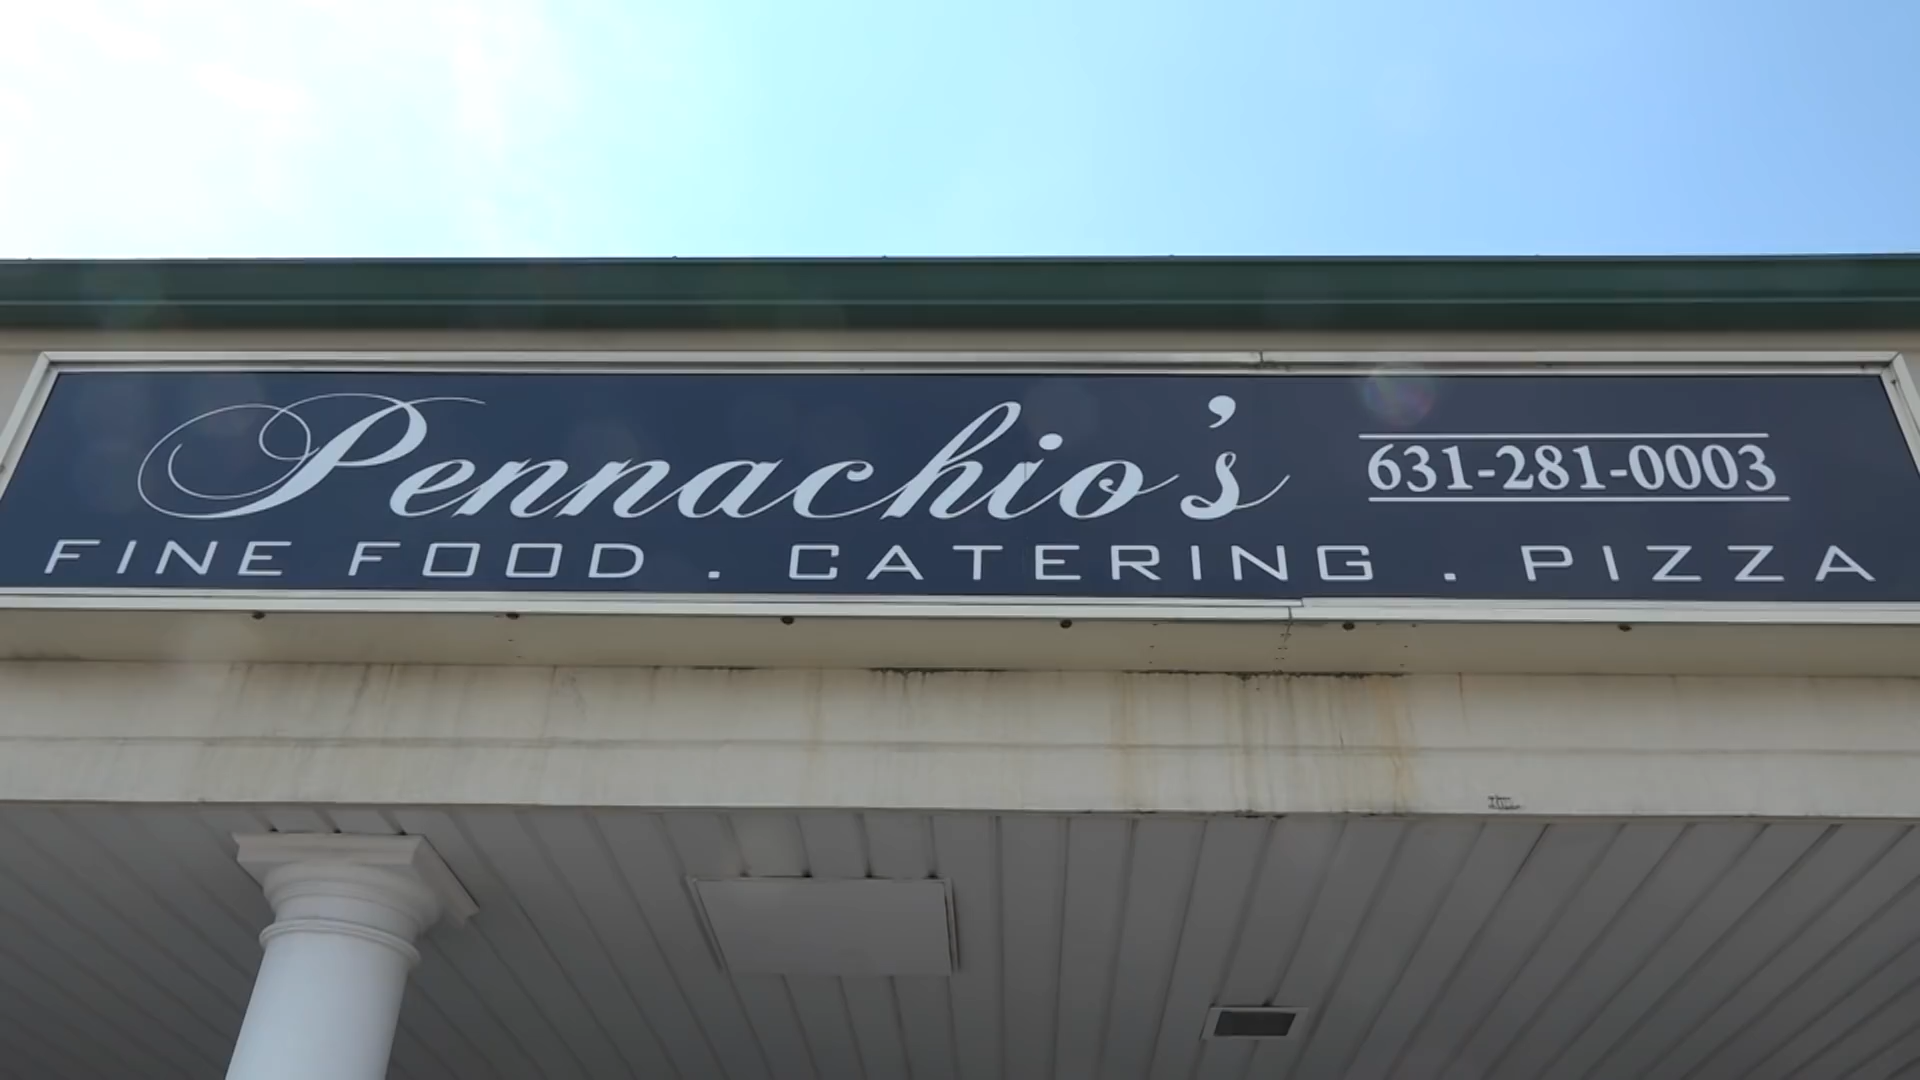 Pennachio's
631-281-0003
FINE FOOD . CATERING . PIZZA